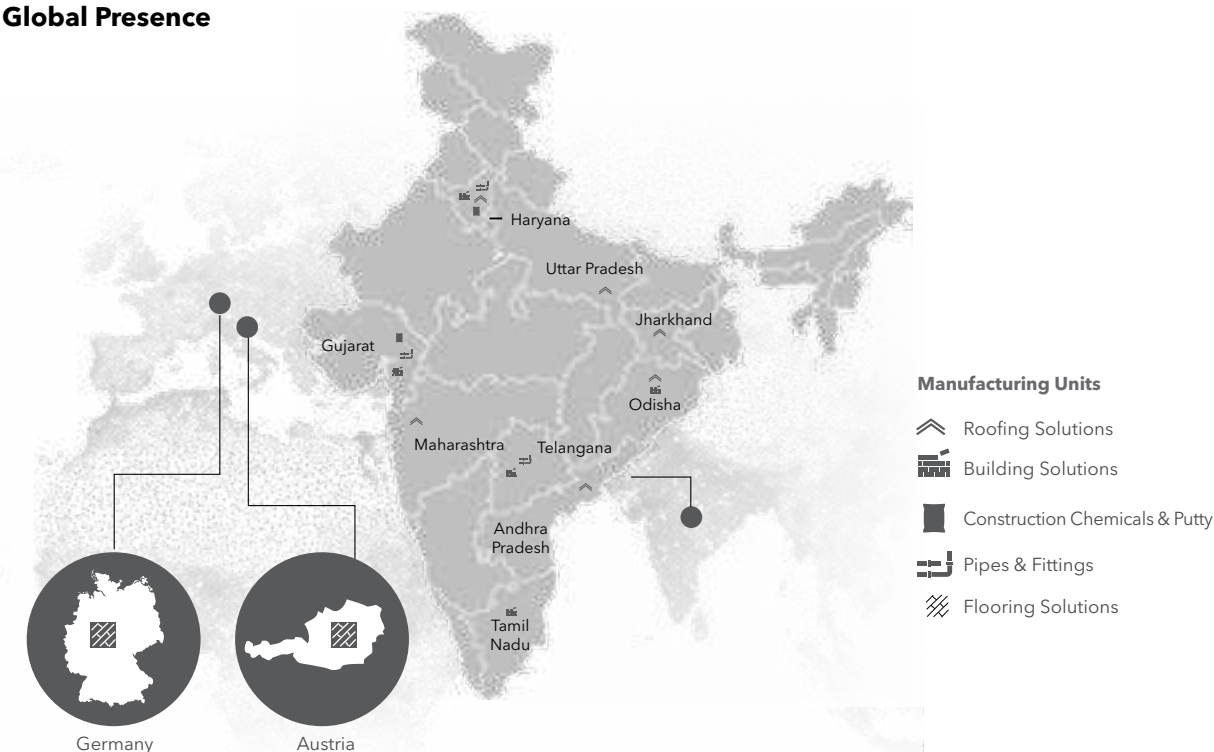 Global Presence
Haryana
Uttar Pradesh
Jharkhand
Gujarat
Odisha
Maharashtra
Telangana
Andhra
Pradesh
Tamil
Nadu
Germany
Austria
Manufacturing Units
Roofing Solutions
Building Solutions
Construction Chemicals & Putty
Pipes & Fittings
Flooring Solutions